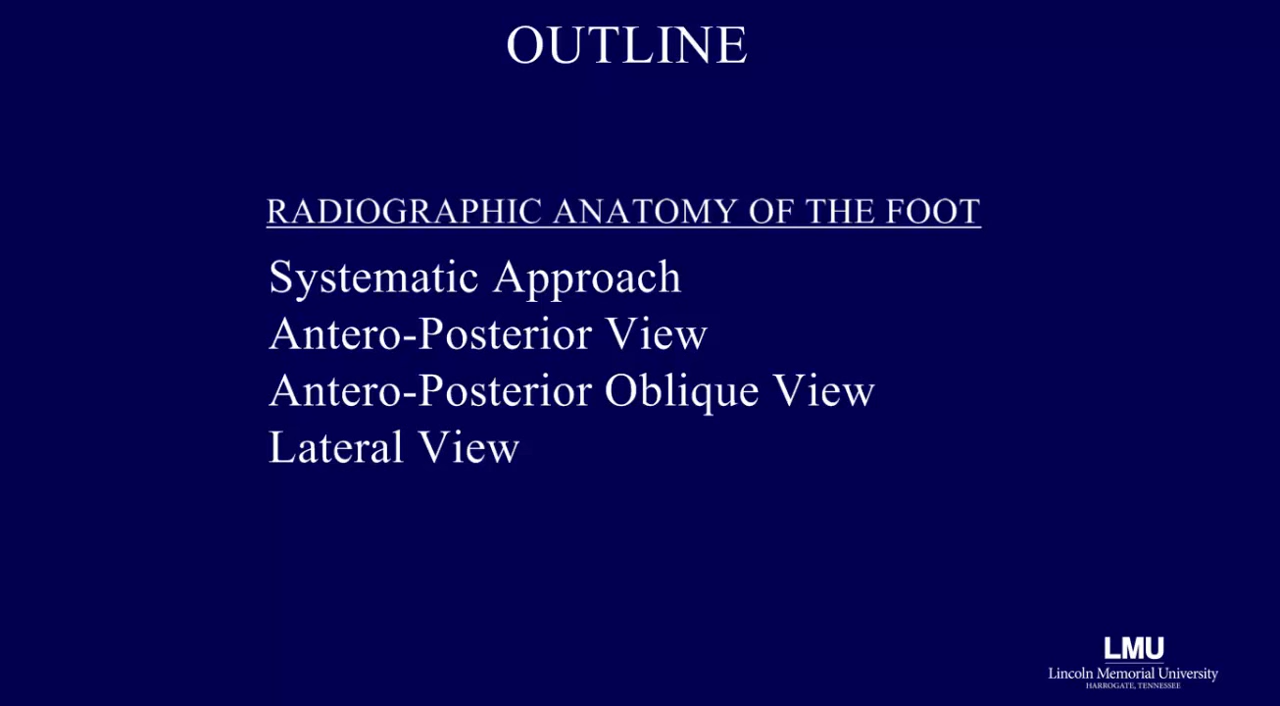 OUTLINE
RADIOGRAPHIC ANATOMY OF THE FOOT
Systematic Approach
Antero-Posterior View
Antero-Posterior Oblique View
Lateral View
LMU
Lincoln Memorial University
HARROGATE, TENNESSEE